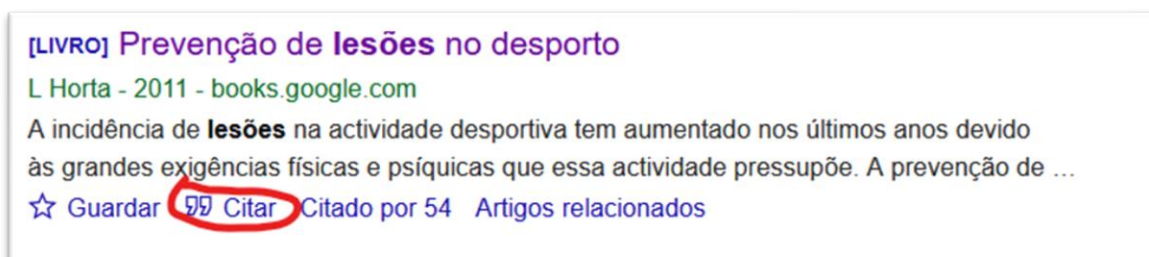 [LIVRO] Prevenção de lesões no desporto
L Horta - 2011 - books.google.com
A incidência de lesões na actividade desportiva tem aumentado nos últimos anos devido
às grandes exigências físicas e psíquicas que essa actividade pressupõe. A prevenção de ...
Guardar Citar Citado por 54 Artigos relacionados